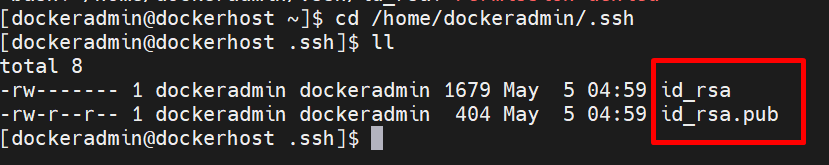 [dockeradmin@dockerhost ~]$ cd /home/dockeradmin/.ssh
[dockeradmin@dockerhost .ssh]$ ll
total 8
-rw------- 1 dockeradmin dockeradmin 1679 May  5 04:59 id_rsa
-rw-r--r-- 1 dockeradmin dockeradmin  404 May  5 04:59 id_rsa.pub
[dockeradmin@dockerhost .ssh]$